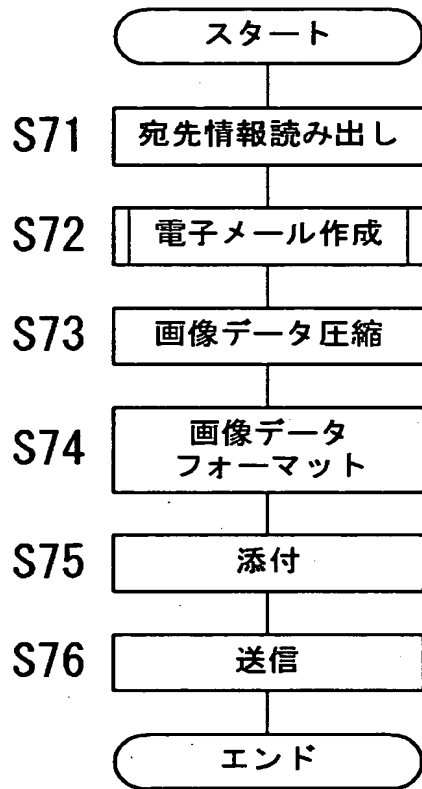 スタート
S71 宛先情報読み出し
S72 電子メール作成
S73 画像データ圧縮
S74 画像データ
フォーマット
S75 添付
S76 送信
エンド